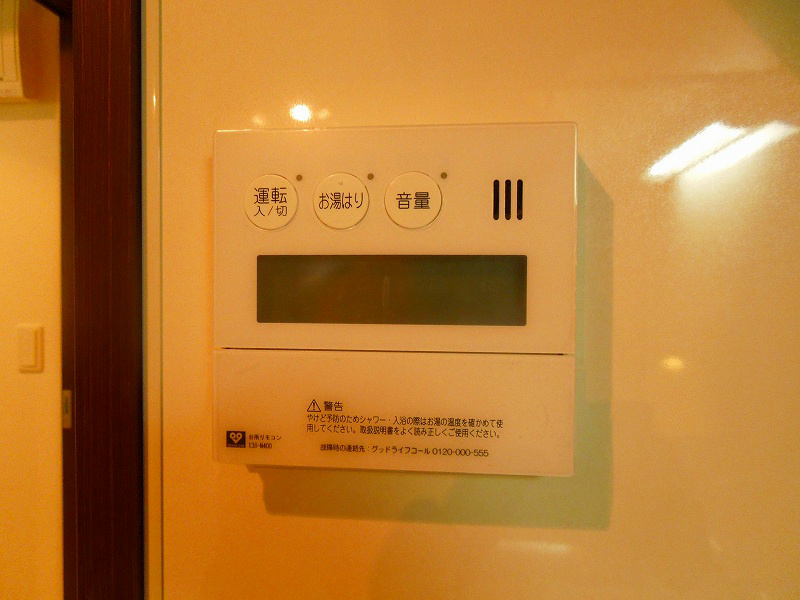 運転
入/切
お湯はり
音量
警告
やけど予防のためシャワー・入浴の際はお湯の温度を確かめて使
用してください。取扱説明書をよく読み正しくご使用ください。
台所リモコン
故障時の連絡先：グッドライフコール 0120-000-555